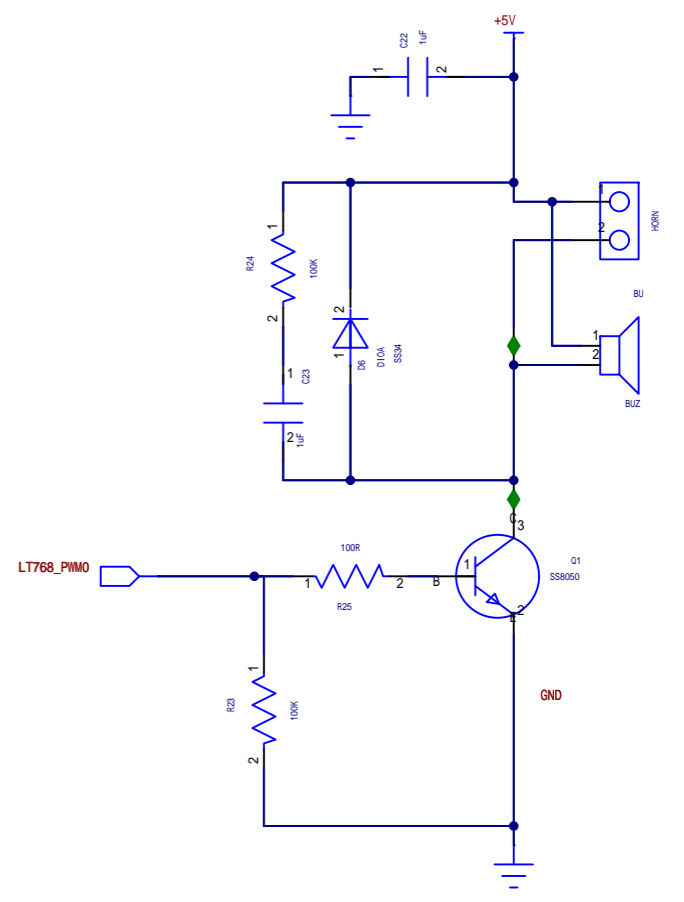 +5V
C22
1uF
1
2
1
2
HORN
R24
1
100K
2
BU
2
1
D6
DIOA
SS34
1
2
BUZ
1
C23
2
1uF
C
3
LT768_PWM0
100R
1
2
R25
B
1
Q1
SS8050
E
2
GND
R23
1
100K
2